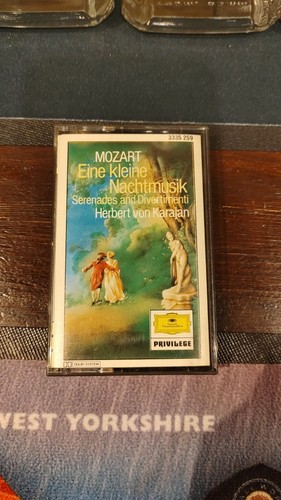 3335 259
MOZART
Eine kleine
Nachtmusik
Serenades and Divertimenti
Herbert von Karajan
PRIVILEGE
WEST YORKSHIRE